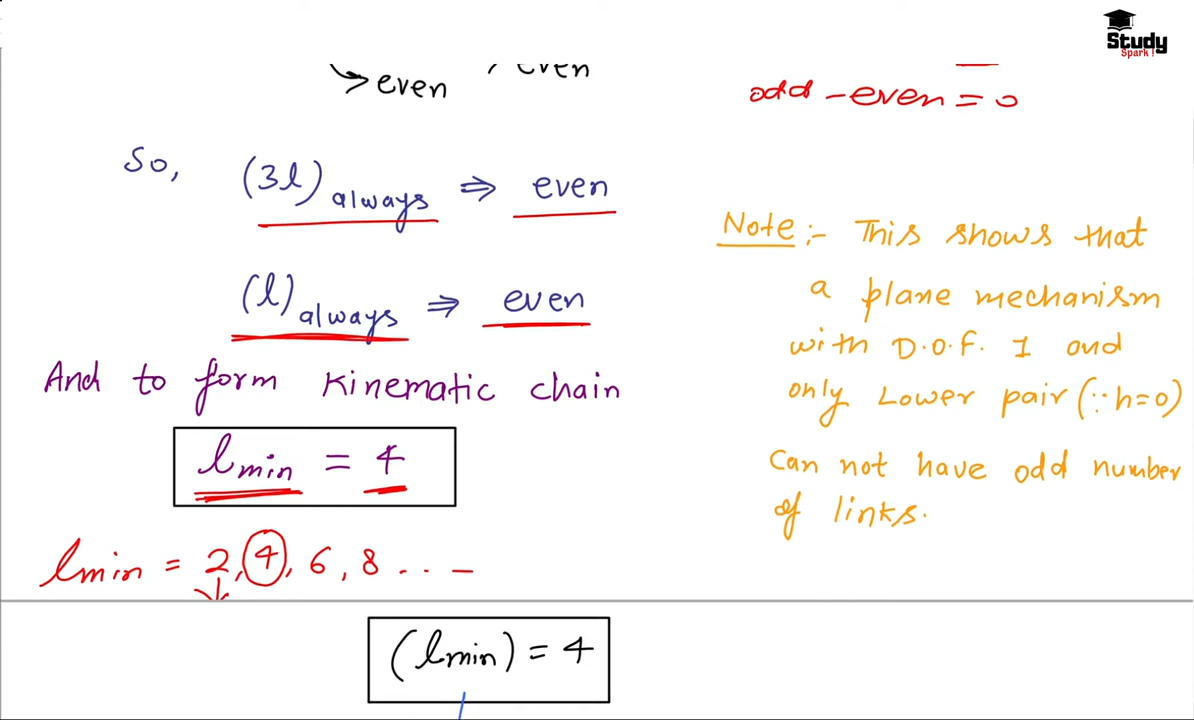 Study
Spark !
even , even
odd - even = 0
So, (3l) always ⇒ even
(l) always ⇒ even
And to form Kinematic chain
lmin = 4
lmin = 2, 4, 6, 8 . . . _
Note :- This shows that
a plane mechanism
with D.O.F. 1 and
only Lower pair (∵ h=0)
Can not have odd number
of links.
(lmin) = 4